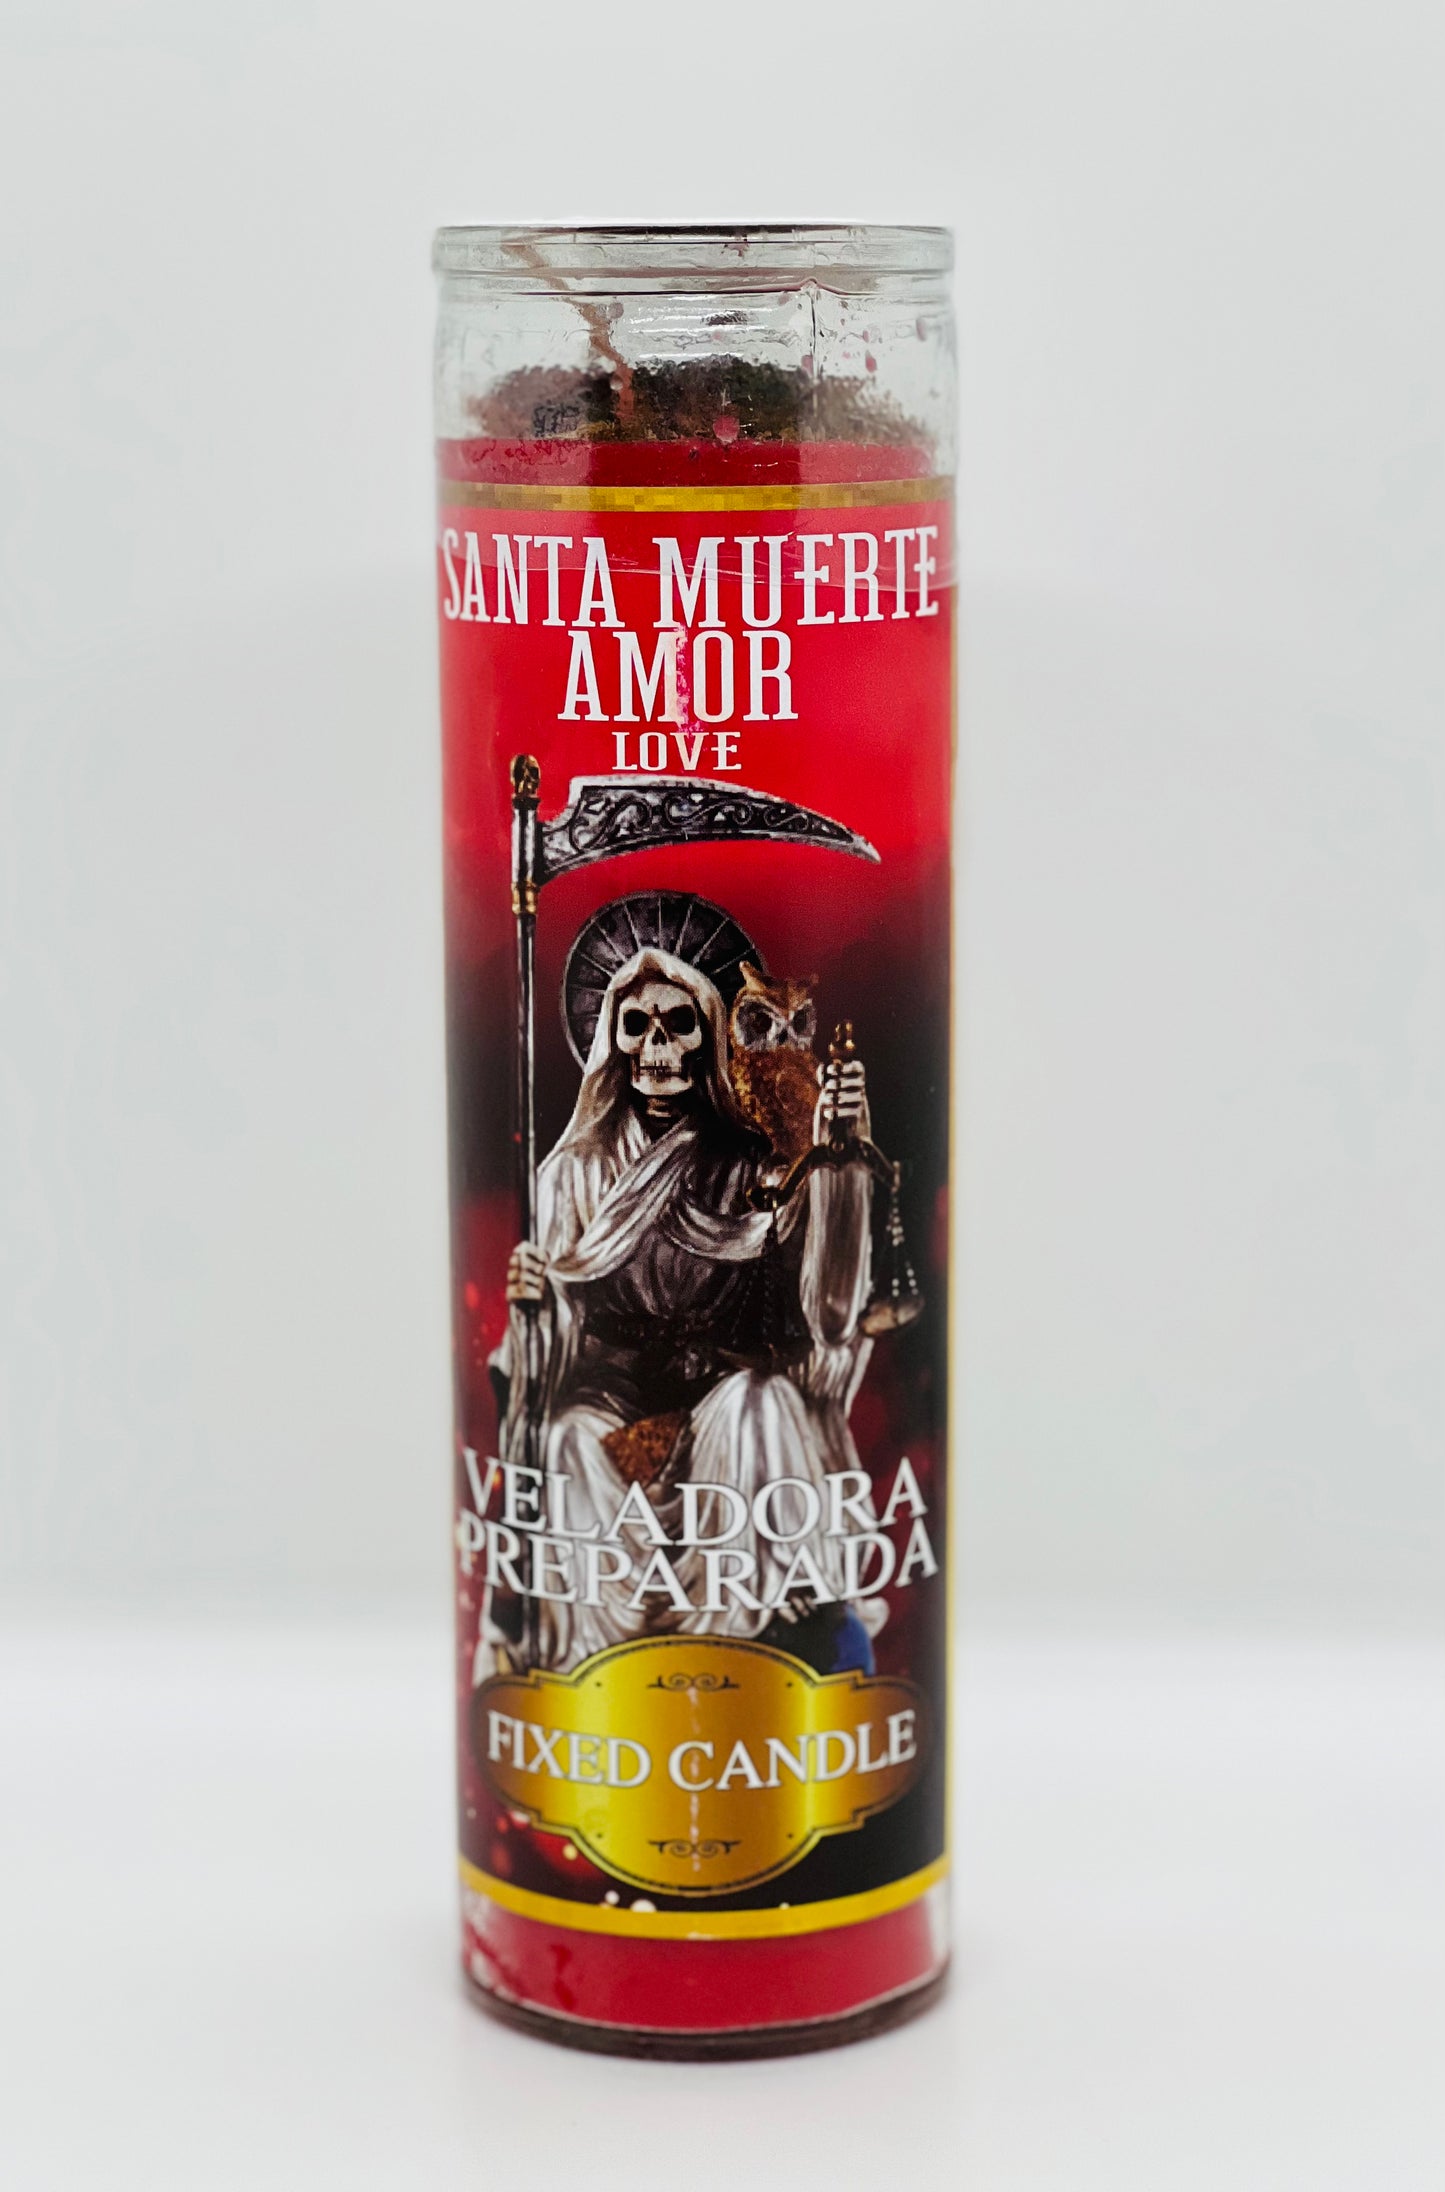 SANTA MUERTE
AMOR
LOVE
VELADORA
PREPARADA
FIXED CANDLE